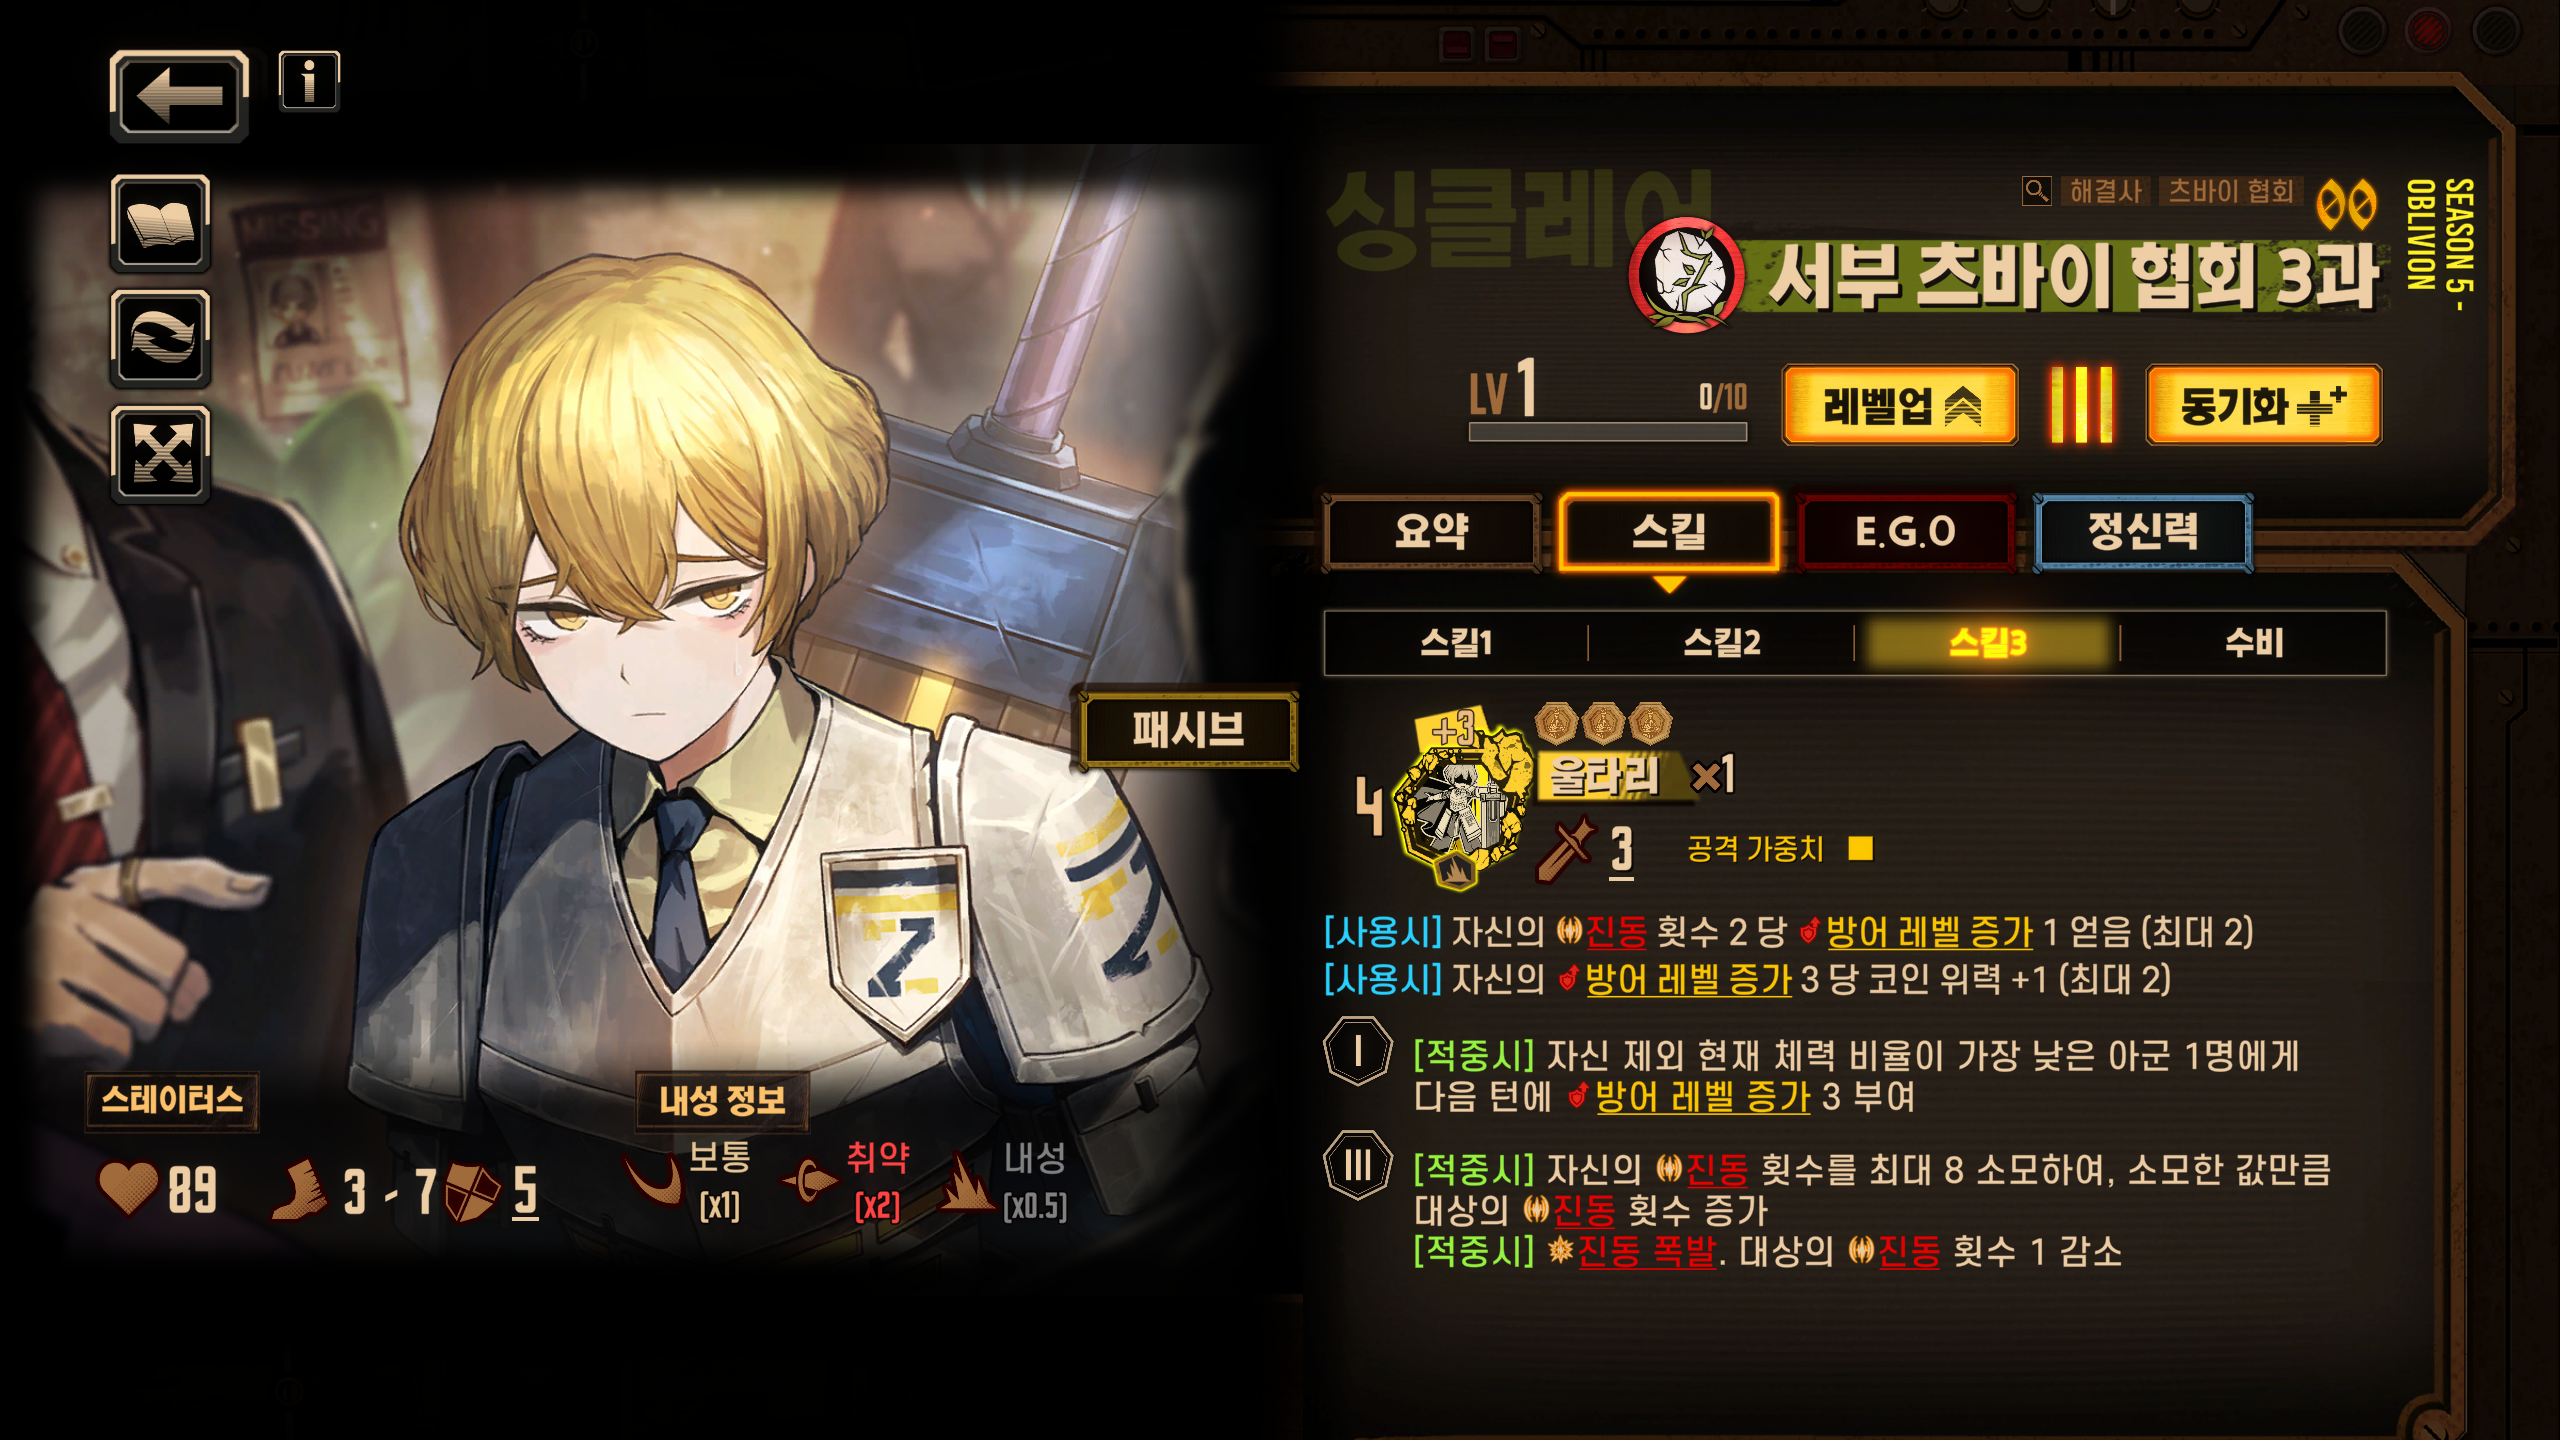 MISSING
싱클레어
해결사 츠바이 협회
SEASON 5 -
OBLIVION
서부 츠바이 협회 3과
LV 1
0/10
레벨업
동기화
요약
스킬
E.G.O
정신력
스킬1
스킬2
스킬3
수비
패시브
+3
4
울타리 ×1
3
공격 가중치
[사용시] 자신의 진동 횟수 2 당 방어 레벨 증가 1 얻음 (최대 2)
[사용시] 자신의 방어 레벨 증가 3 당 코인 위력 +1 (최대 2)
I
[적중시] 자신 제외 현재 체력 비율이 가장 낮은 아군 1명에게
다음 턴에 방어 레벨 증가 3 부여
III
[적중시] 자신의 진동 횟수를 최대 8 소모하여, 소모한 값만큼
대상의 진동 횟수 증가
[적중시] 진동 폭발. 대상의 진동 횟수 1 감소
스테이터스
89
3 - 7
5
내성 정보
보통
[x1]
취약
[x2]
내성
[x0.5]